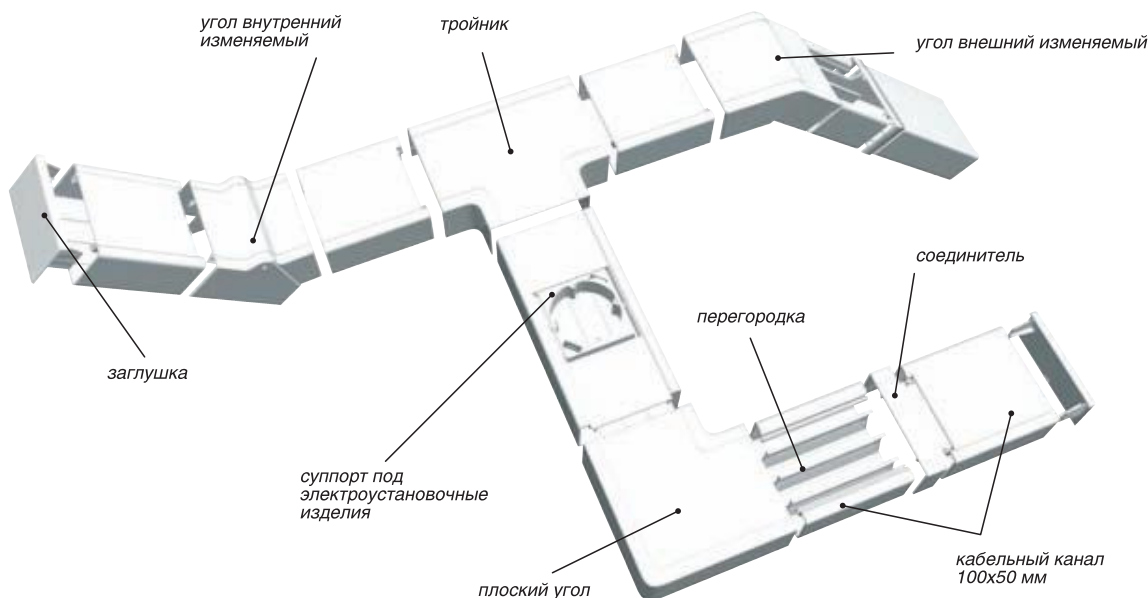 угол внутренний
изменяемый
тройник
угол внешний изменяемый
соединитель
перегородка
заглушка
суппорт под
электроустановочные
изделия
плоский угол
кабельный канал
100х50 мм